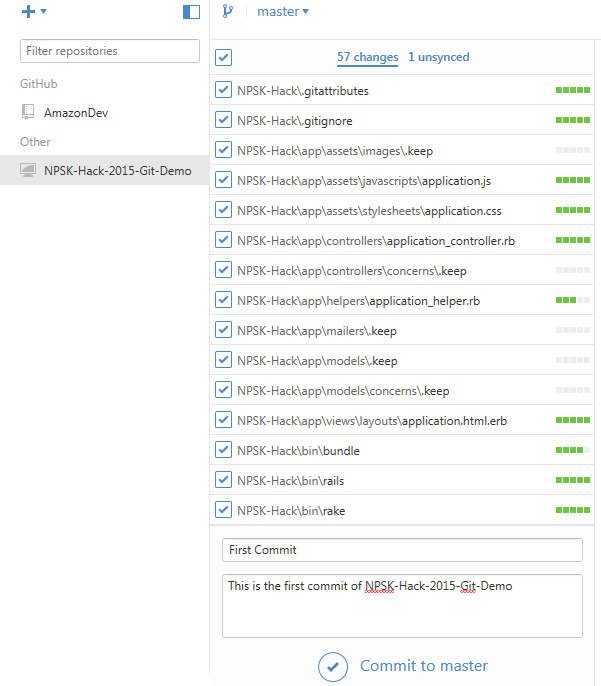 master
Filter repositories
GitHub
AmazonDev
Other
NPSK-Hack-2015-Git-Demo
57 changes 1 unsynced
NPSK-Hack\.gitattributes
NPSK-Hack\.gitignore
NPSK-Hack\app\assets\images\.keep
NPSK-Hack\app\assets\javascripts\application.js
NPSK-Hack\app\assets\stylesheets\application.css
NPSK-Hack\app\controllers\application_controller.rb
NPSK-Hack\app\controllers\concerns\.keep
NPSK-Hack\app\helpers\application_helper.rb
NPSK-Hack\app\mailers\.keep
NPSK-Hack\app\models\.keep
NPSK-Hack\app\models\concerns\.keep
NPSK-Hack\app\views\layouts\application.html.erb
NPSK-Hack\bin\bundle
NPSK-Hack\bin\rails
NPSK-Hack\bin\rake
First Commit
This is the first commit of NPSK-Hack-2015-Git-Demo
Commit to master